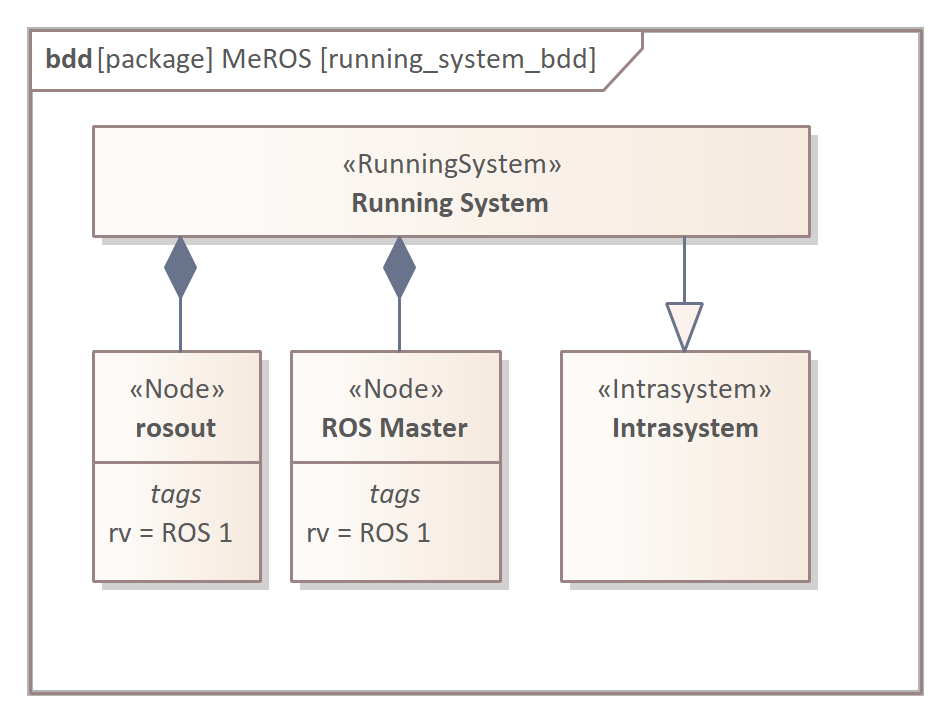 bdd [package] MeROS [running_system_bdd]
«RunningSystem»
Running System
«Node»
rosout
tags
rv = ROS 1
«Node»
ROS Master
tags
rv = ROS 1
«Intrasystem»
Intrasystem